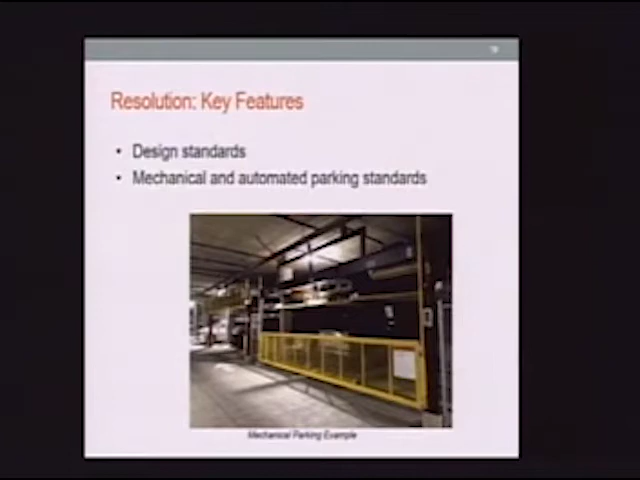 Resolution: Key Features
• Design standards
• Mechanical and automated parking standards
Mechanical Parking Example